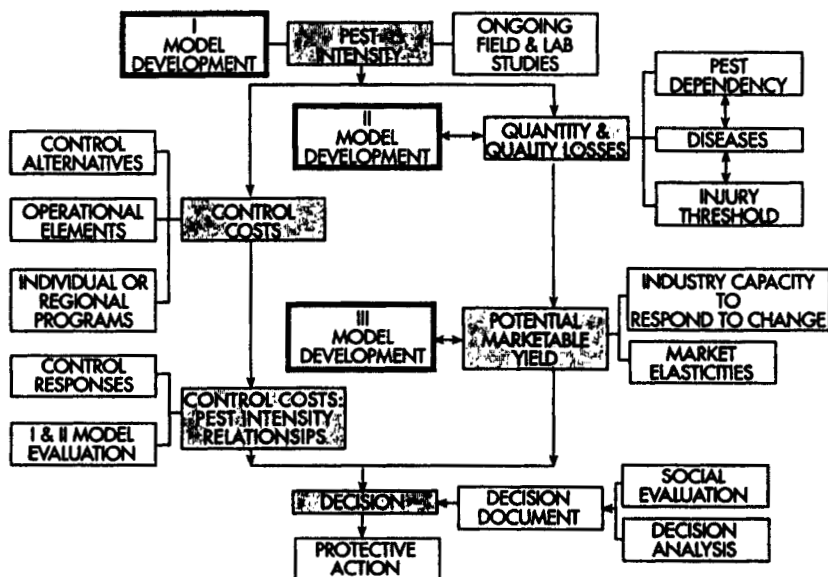 I
MODEL
DEVELOPMENT
PEST
INTENSITY
ONGOING
FIELD & LAB
STUDIES
II
MODEL
DEVELOPMENT
QUANTITY &
QUALITY LOSSES
PEST
DEPENDENCY
DISEASES
INJURY
THRESHOLD
CONTROL
ALTERNATIVES
OPERATIONAL
ELEMENTS
INDIVIDUAL OR
REGIONAL
PROGRAMS
CONTROL
COSTS
III
MODEL
DEVELOPMENT
POTENTIAL
MARKETABLE
YIELD
INDUSTRY CAPACITY
TO
RESPOND TO CHANGE
MARKET
ELASTICITIES
CONTROL
RESPONSES
I & II MODEL
EVALUATION
CONTROL COSTS:
PEST INTENSITY
RELATIONSIPS
DECISION
DECISION
DOCUMENT
SOCIAL
EVALUATION
DECISION
ANALYSIS
PROTECTIVE
ACTION